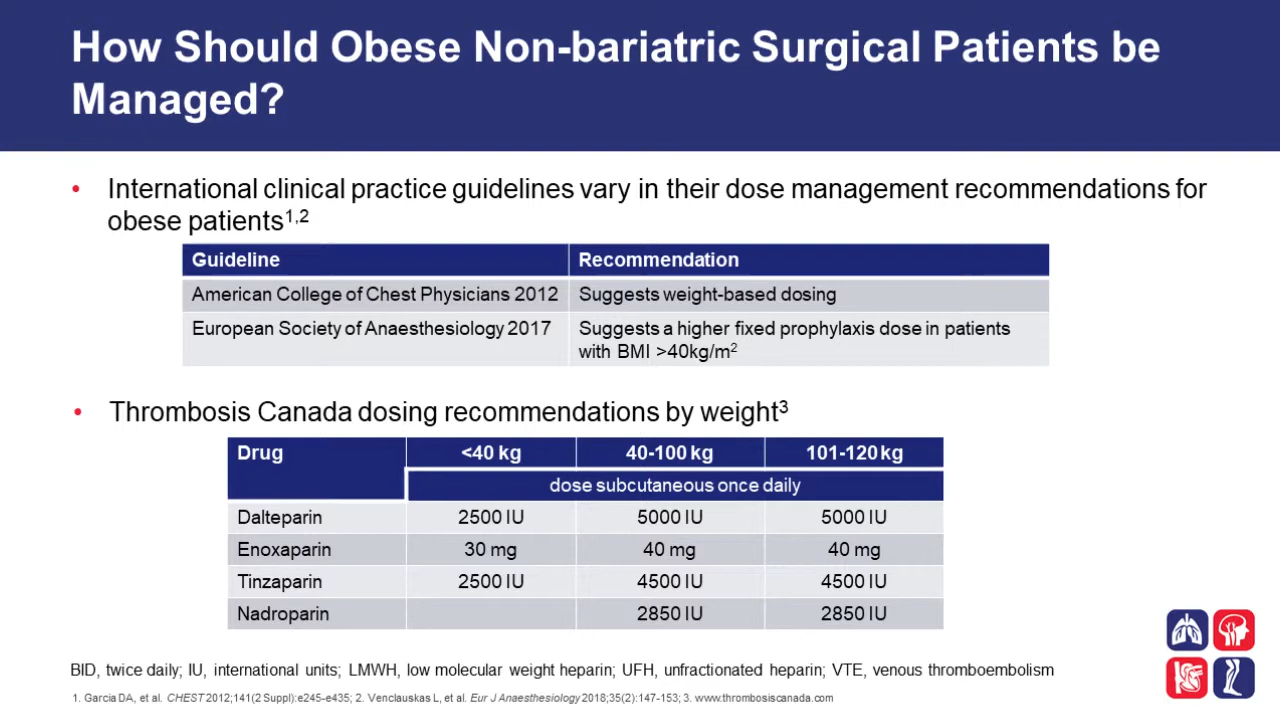 How Should Obese Non-bariatric Surgical Patients be
Managed?
• International clinical practice guidelines vary in their dose management recommendations for
obese patients1,2
Guideline Recommendation
American College of Chest Physicians 2012 Suggests weight-based dosing
European Society of Anaesthesiology 2017 Suggests a higher fixed prophylaxis dose in patients
with BMI >40kg/m2
• Thrombosis Canada dosing recommendations by weight3
Drug <40 kg 40-100 kg 101-120 kg
dose subcutaneous once daily
Dalteparin 2500 IU 5000 IU 5000 IU
Enoxaparin 30 mg 40 mg 40 mg
Tinzaparin 2500 IU 4500 IU 4500 IU
Nadroparin 2850 IU 2850 IU
BID, twice daily; IU, international units; LMWH, low molecular weight heparin; UFH, unfractionated heparin; VTE, venous thromboembolism
1. Garcia DA, et al. CHEST 2012;141(2 Suppl):e245-e435; 2. Venclauskas L, et al. Eur J Anaesthesiology 2018;35(2):147-153; 3. www.thrombosiscanada.com